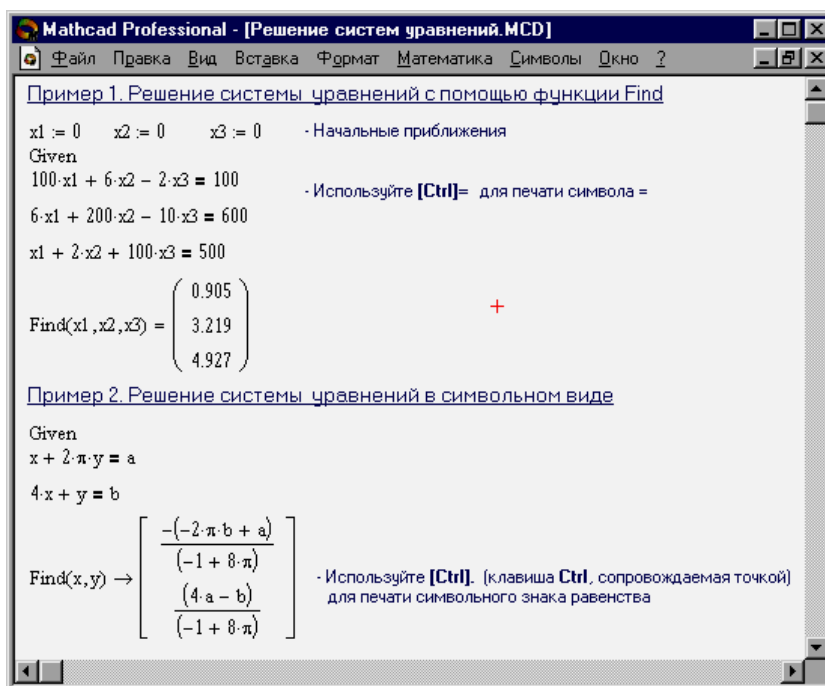 Mathcad Professional - [Решение систем уравнений.MCD]
Файл Правка Вид Вставка Формат Математика Символы Окно ?
Пример 1. Решение системы уравнений с помощью функции Find
x1 := 0 x2 := 0 x3 := 0 - Начальные приближения
Given
100·x1 + 6·x2 − 2·x3 = 100
- Используйте [Ctrl]= для печати символа =
6·x1 + 200·x2 − 10·x3 = 600
x1 + 2·x2 + 100·x3 = 500
0.905
Find(x1,x2,x3) = 3.219
4.927
Пример 2. Решение системы уравнений в символьном виде
Given
x + 2·π·y = a
4·x + y = b
-(-2·π·b + a)
(-1 + 8·π)
Find(x,y) → - Используйте [Ctrl]. (клавиша Ctrl, сопровождаемая точкой)
(4·a − b) для печати символьного знака равенства
(-1 + 8·π)